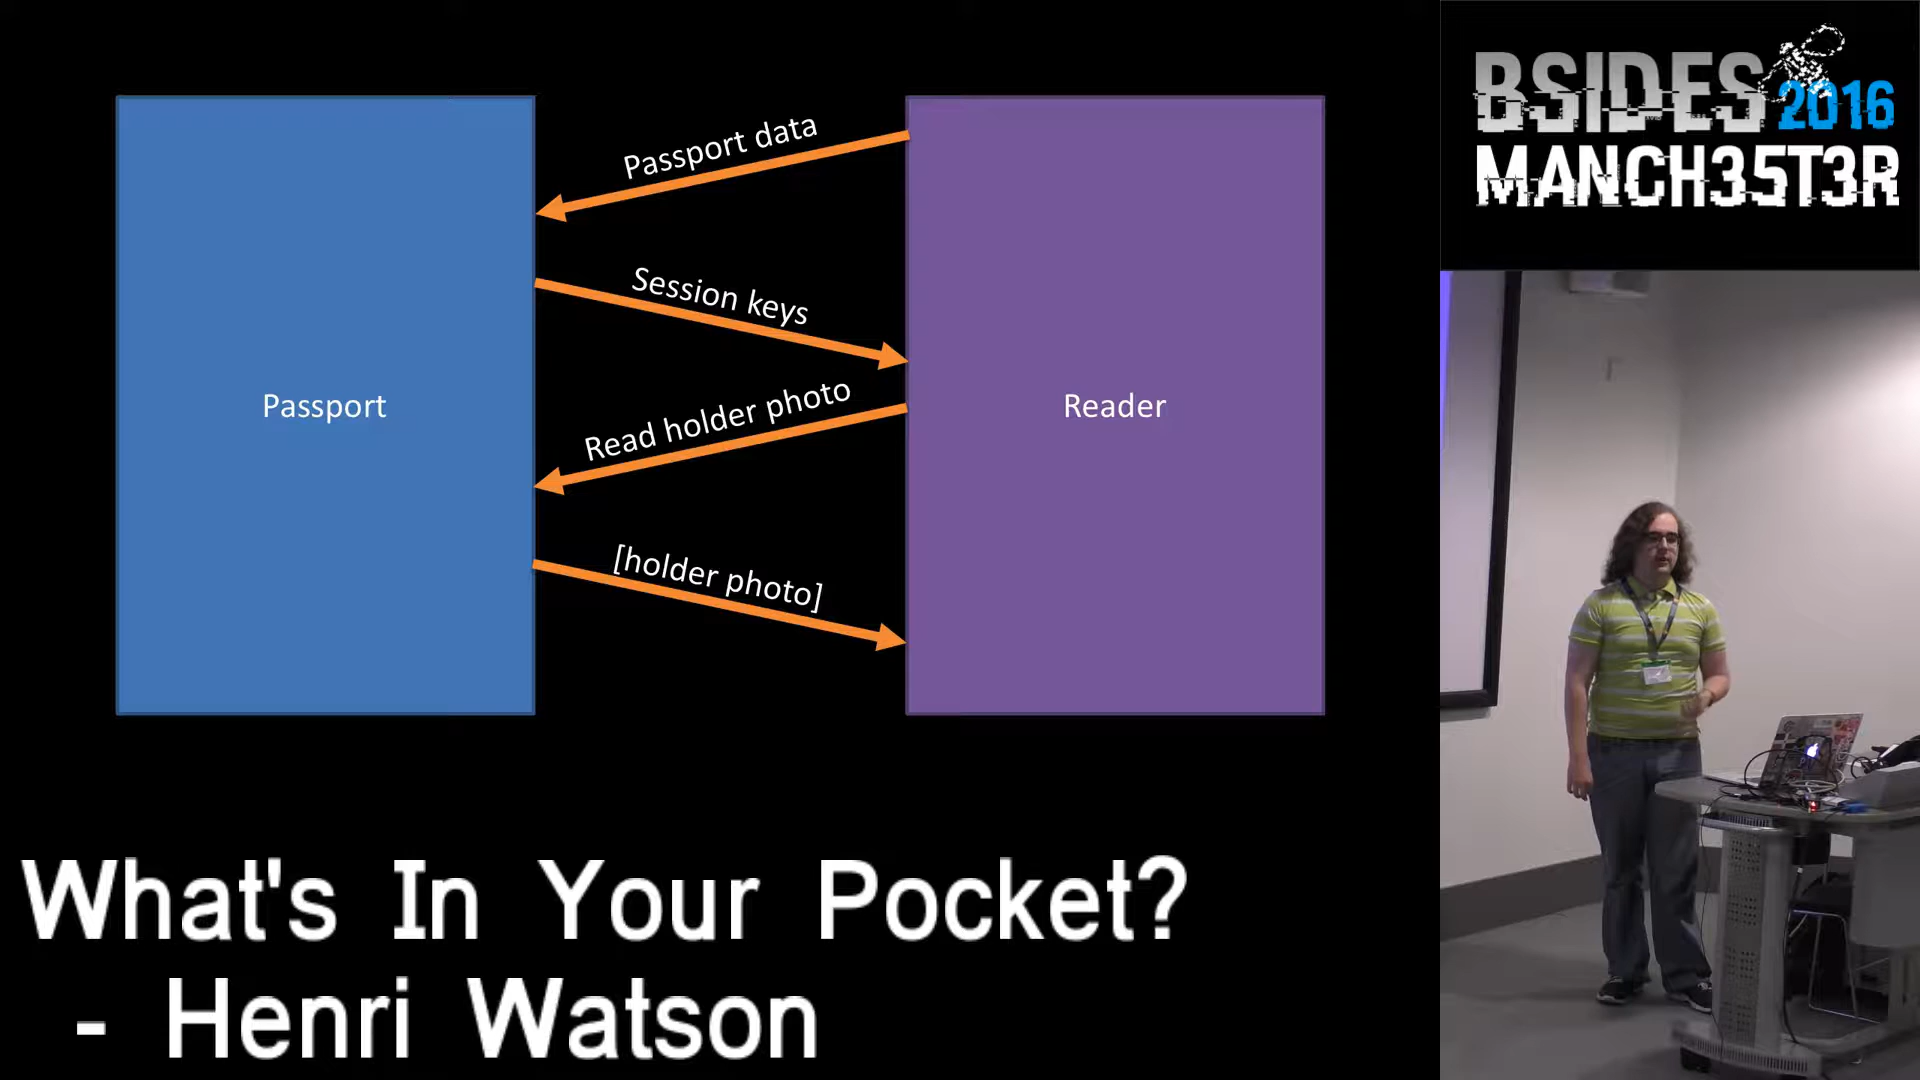 Passport data
Session keys
Read holder photo
[holder photo]
Passport
Reader
What's In Your Pocket?
- Henri Watson
BSIDES 2016
MANCH35T3R